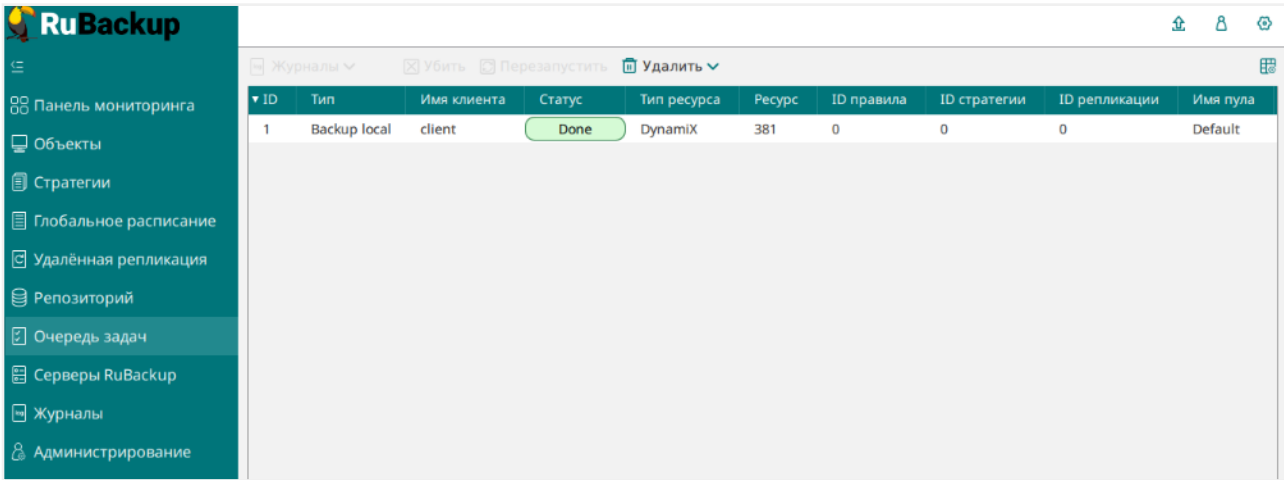 RuBackup
Журналы Убить Перезапустить Удалить
Панель мониторинга
Объекты
Стратегии
Глобальное расписание
Удалённая репликация
Репозиторий
Очередь задач
Серверы RuBackup
Журналы
Администрирование
ID Тип Имя клиента Статус Тип ресурса Ресурс ID правила ID стратегии ID репликации Имя пула
1 Backup local client Done DynamiX 381 0 0 0 Default